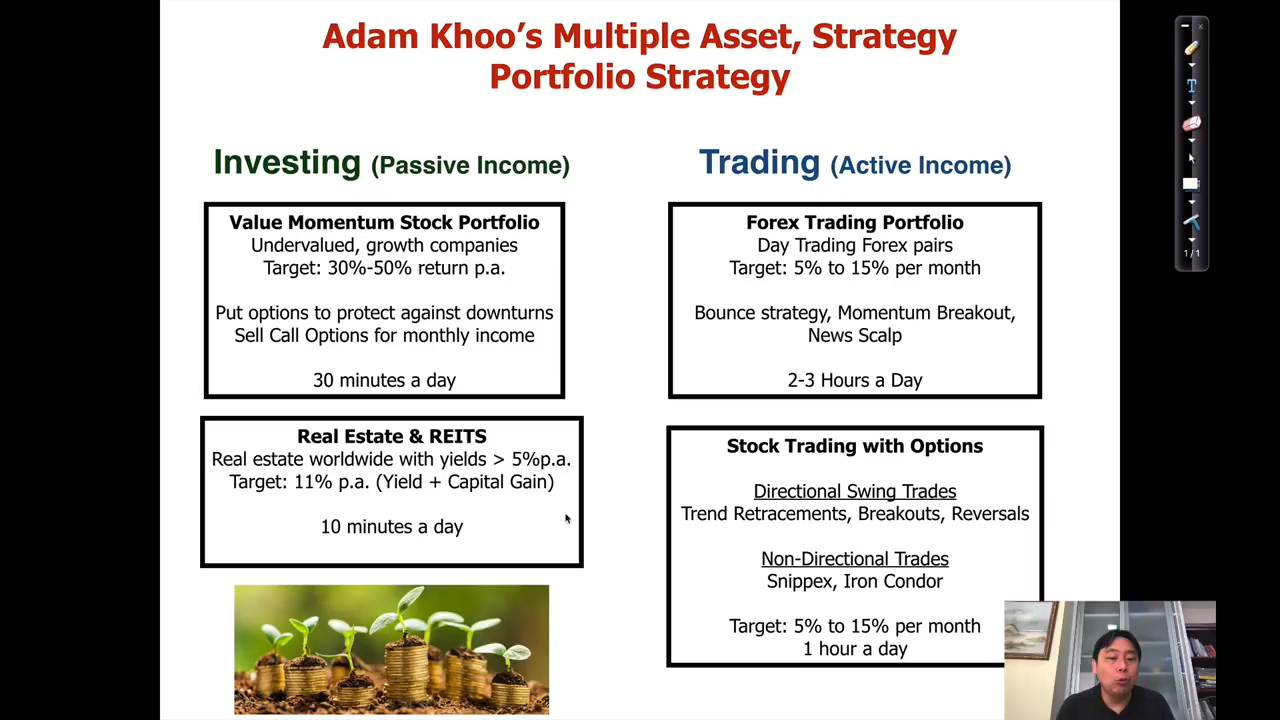 Adam Khoo's Multiple Asset, Strategy
Portfolio Strategy
Investing (Passive Income)
Value Momentum Stock Portfolio
Undervalued, growth companies
Target: 30%-50% return p.a.
Put options to protect against downturns
Sell Call Options for monthly income
30 minutes a day
Real Estate & REITS
Real estate worldwide with yields > 5%p.a.
Target: 11% p.a. (Yield + Capital Gain)
10 minutes a day
Trading (Active Income)
Forex Trading Portfolio
Day Trading Forex pairs
Target: 5% to 15% per month
Bounce strategy, Momentum Breakout,
News Scalp
2-3 Hours a Day
Stock Trading with Options
Directional Swing Trades
Trend Retracements, Breakouts, Reversals
Non-Directional Trades
Snippex, Iron Condor
Target: 5% to 15% per month
1 hour a day
T
1/1